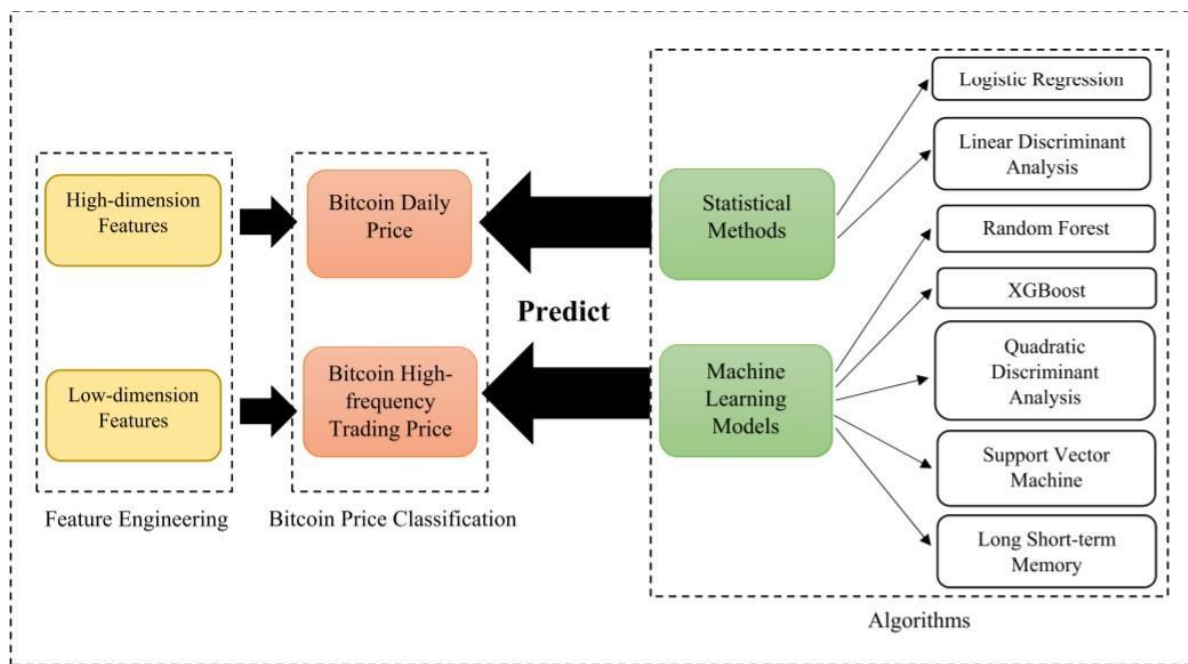 High-dimension
Features
Low-dimension
Features
Feature Engineering
Bitcoin Daily
Price
Bitcoin High-
frequency
Trading Price
Bitcoin Price Classification
Predict
Statistical
Methods
Machine
Learning
Models
Logistic Regression
Linear Discriminant
Analysis
Random Forest
XGBoost
Quadratic
Discriminant
Analysis
Support Vector
Machine
Long Short-term
Memory
Algorithms